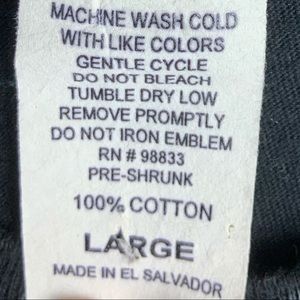 MACHINE WASH COLD
WITH LIKE COLORS
GENTLE CYCLE
DO NOT BLEACH
TUMBLE DRY LOW
REMOVE PROMPTLY
DO NOT IRON EMBLEM
RN # 98833
PRE-SHRUNK
100% COTTON
LARGE
MADE IN EL SALVADOR